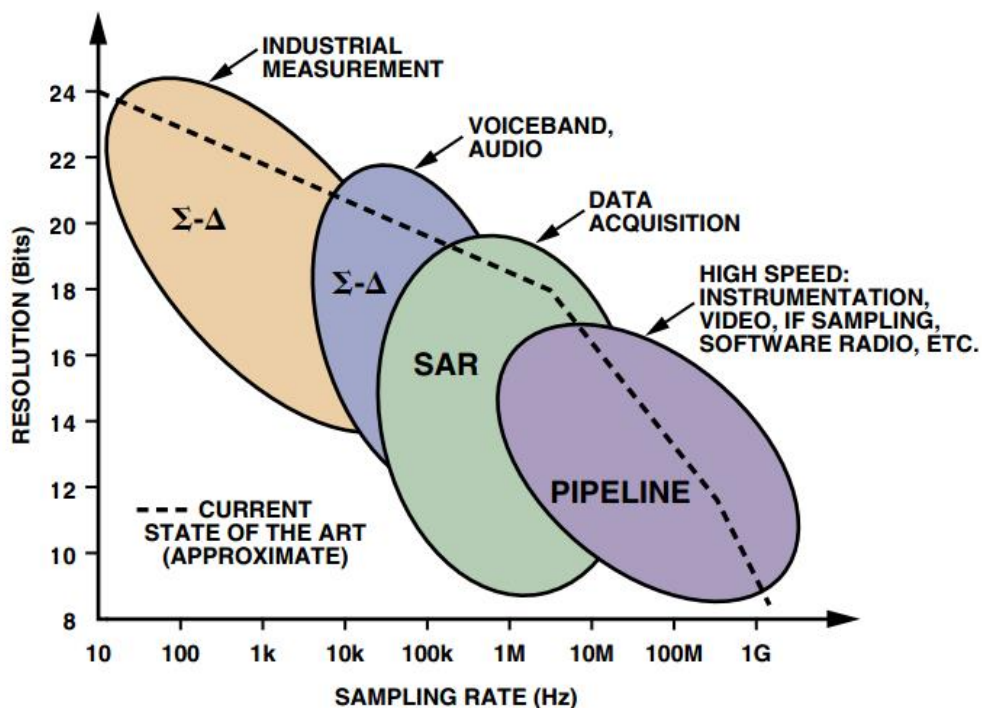 INDUSTRIAL
MEASUREMENT
VOICEBAND,
AUDIO
DATA
ACQUISITION
HIGH SPEED:
INSTRUMENTATION,
VIDEO, IF SAMPLING,
SOFTWARE RADIO, ETC.
RESOLUTION (Bits)
24
22
20
18
16
14
12
10
8
Σ-Δ
Σ-Δ
SAR
PIPELINE
CURRENT
STATE OF THE ART
(APPROXIMATE)
10 100 1k 10k 100k 1M 10M 100M 1G
SAMPLING RATE (Hz)